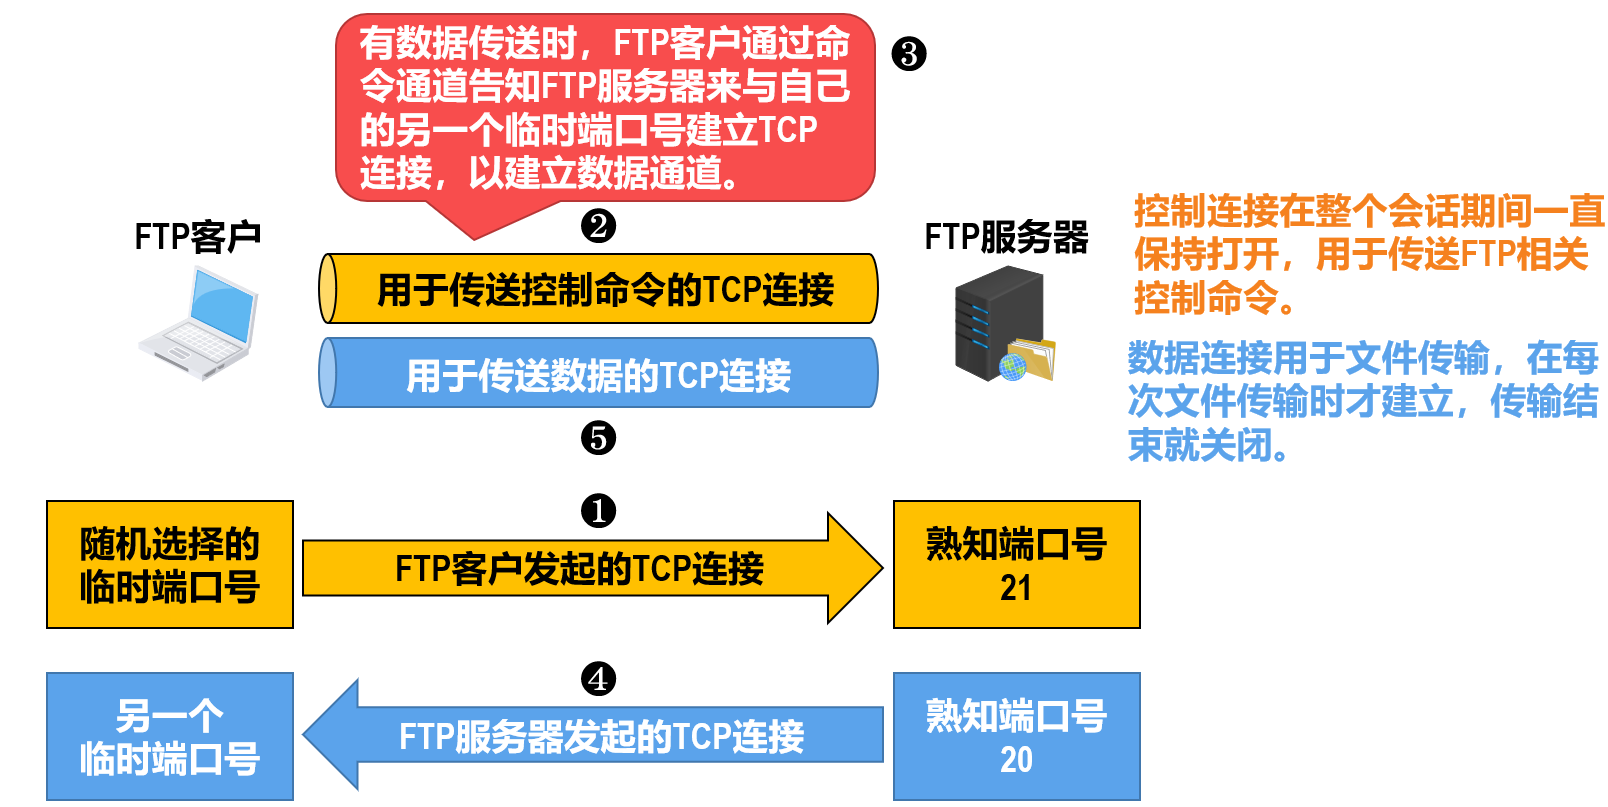 有数据传送时，FTP客户通过命
令通道告知FTP服务器来与自己
的另一个临时端口号建立TCP
连接，以建立数据通道。
❸
FTP客户
❷
FTP服务器
用于传送控制命令的TCP连接
用于传送数据的TCP连接
❺
控制连接在整个会话期间一直
保持打开，用于传送FTP相关
控制命令。
数据连接用于文件传输，在每
次文件传输时才建立，传输结
束就关闭。
随机选择的
临时端口号
❶
FTP客户发起的TCP连接
熟知端口号
21
另一个
临时端口号
❹
FTP服务器发起的TCP连接
熟知端口号
20